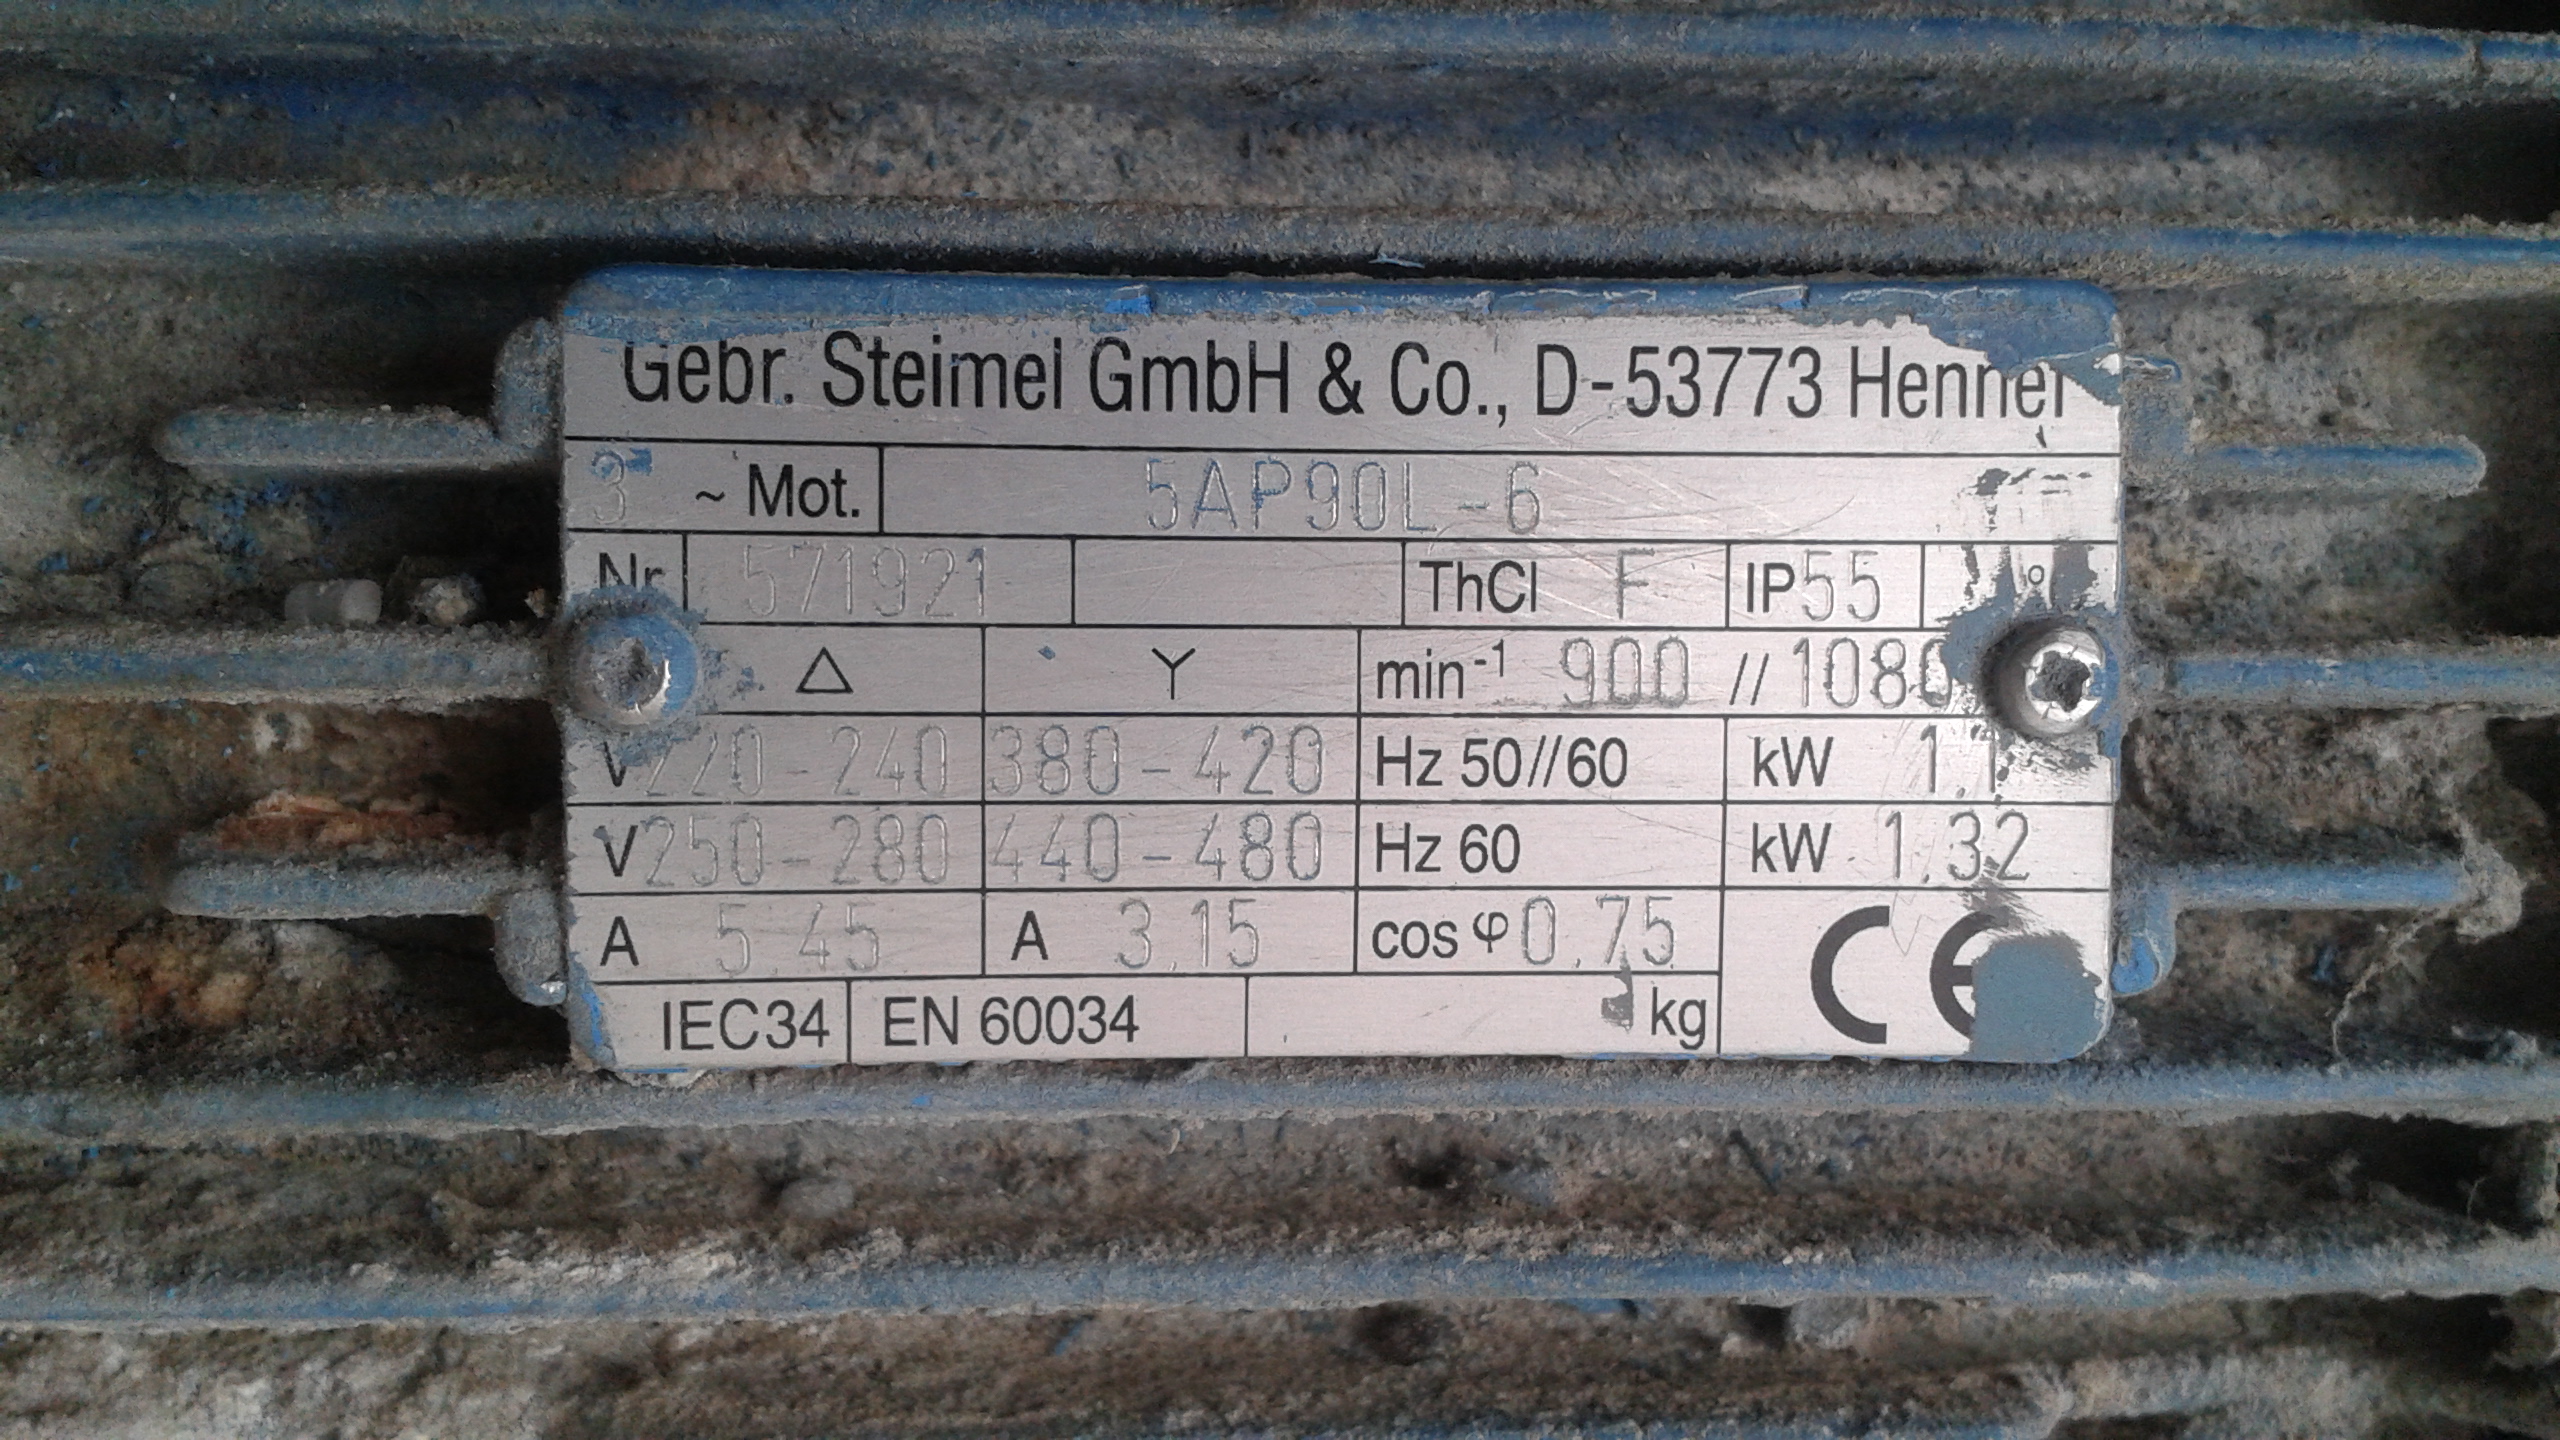 Gebr. Steimel GmbH & Co., D-53773 Hennef
3 ~ Mot. 5AP90L-6
Nr 571921 ThCl F IP55 °
△ Y min-1 900 // 1080
V 220-240 380-420 Hz 50//60 kW 1.1
V 250-280 440-480 Hz 60 kW 1.32
A 5.45 A 3.15 cos φ 0.75
IEC34 EN 60034 kg CE